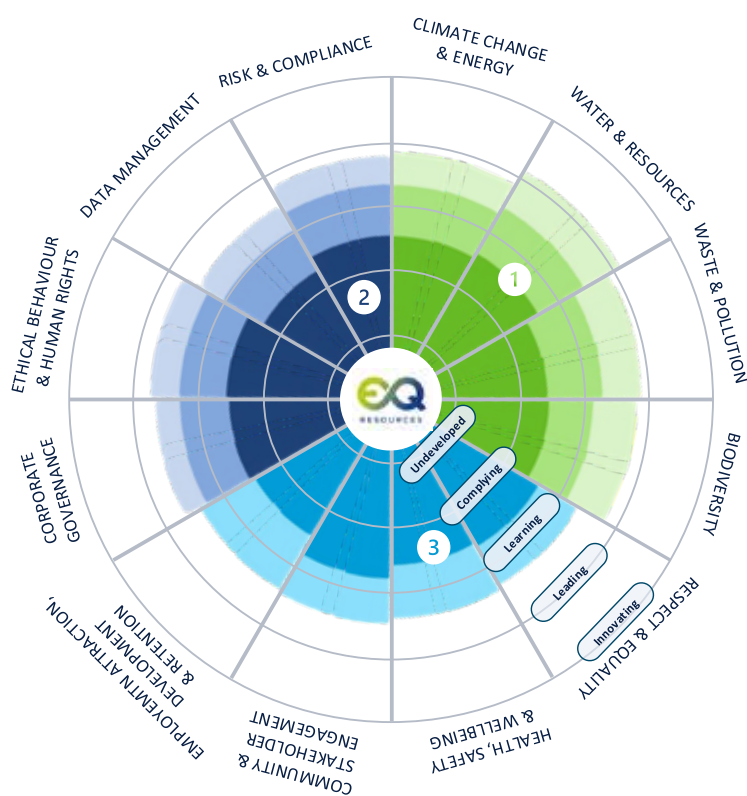 CLIMATE CHANGE
& ENERGY
WATER & RESOURCES
WASTE & POLLUTION
BIODIVERSITY
RESPECT & EQUALITY
HEALTH, SAFETY
& WELLBEING
COMMUNITY &
STAKEHOLDER
ENGAGEMENT
EMPLOYEMTN ATTRACTION,
DEVELOPMENT
& RETENTION
CORPORATE
GOVERNANCE
ETHICAL BEHAVIOUR
& HUMAN RIGHTS
DATA MANAGEMENT
RISK & COMPLIANCE
1
2
3
EQ
RESOURCES
Undeveloped
Complying
Learning
Leading
Innovating